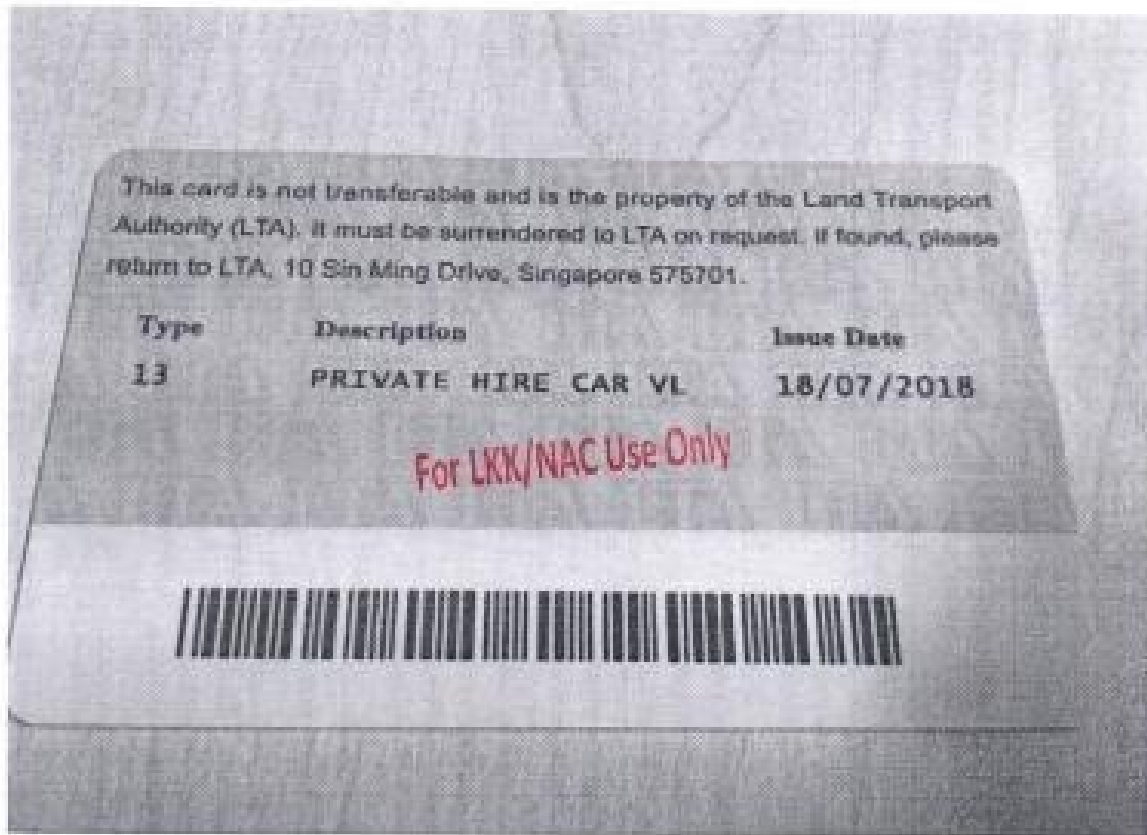 This card is not transferable and is the property of the Land Transport
Authority (LTA). It must be surrendered to LTA on request. If found, please
return to LTA, 10 Sin Ming Drive, Singapore 575701.
Type Description Issue Date
13 PRIVATE HIRE CAR VL 18/07/2018
For LKK/NAC Use Only